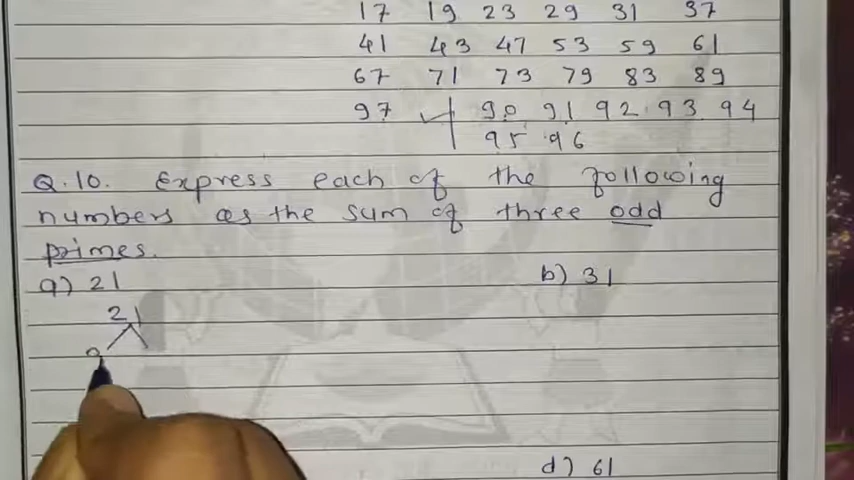 17 19 23 29 31 37
41 43 47 53 59 61
67 71 73 79 83 89
97 ✓ 90 91 92 93 94
95 96
Q.10. Express each of the following
numbers as the sum of three odd
primes.
a) 21 b) 31
21
d) 61